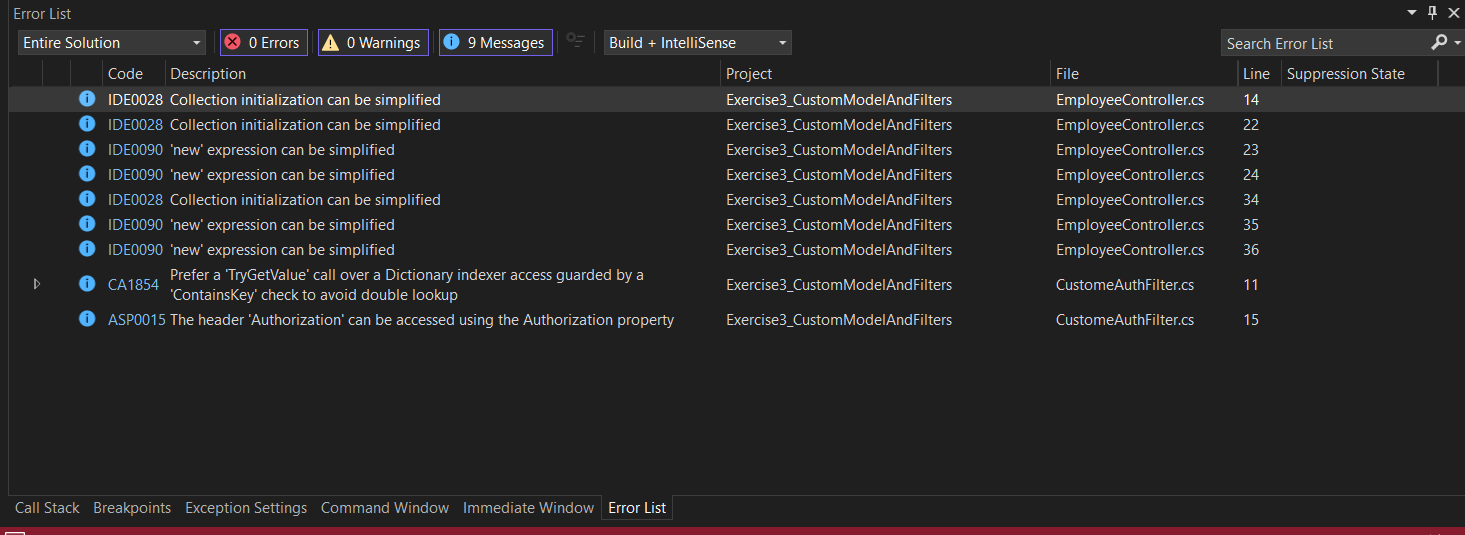 Error List
Entire Solution 0 Errors 0 Warnings 9 Messages Build + IntelliSense Search Error List
Code Description Project File Line Suppression State
IDE0028 Collection initialization can be simplified Exercise3_CustomModelAndFilters EmployeeController.cs 14
IDE0028 Collection initialization can be simplified Exercise3_CustomModelAndFilters EmployeeController.cs 22
IDE0090 'new' expression can be simplified Exercise3_CustomModelAndFilters EmployeeController.cs 23
IDE0090 'new' expression can be simplified Exercise3_CustomModelAndFilters EmployeeController.cs 24
IDE0028 Collection initialization can be simplified Exercise3_CustomModelAndFilters EmployeeController.cs 34
IDE0090 'new' expression can be simplified Exercise3_CustomModelAndFilters EmployeeController.cs 35
IDE0090 'new' expression can be simplified Exercise3_CustomModelAndFilters EmployeeController.cs 36
CA1854 Prefer a 'TryGetValue' call over a Dictionary indexer access guarded by a
'ContainsKey' check to avoid double lookup Exercise3_CustomModelAndFilters CustomeAuthFilter.cs 11
ASP0015 The header 'Authorization' can be accessed using the Authorization property Exercise3_CustomModelAndFilters CustomeAuthFilter.cs 15
Call Stack Breakpoints Exception Settings Command Window Immediate Window Error List